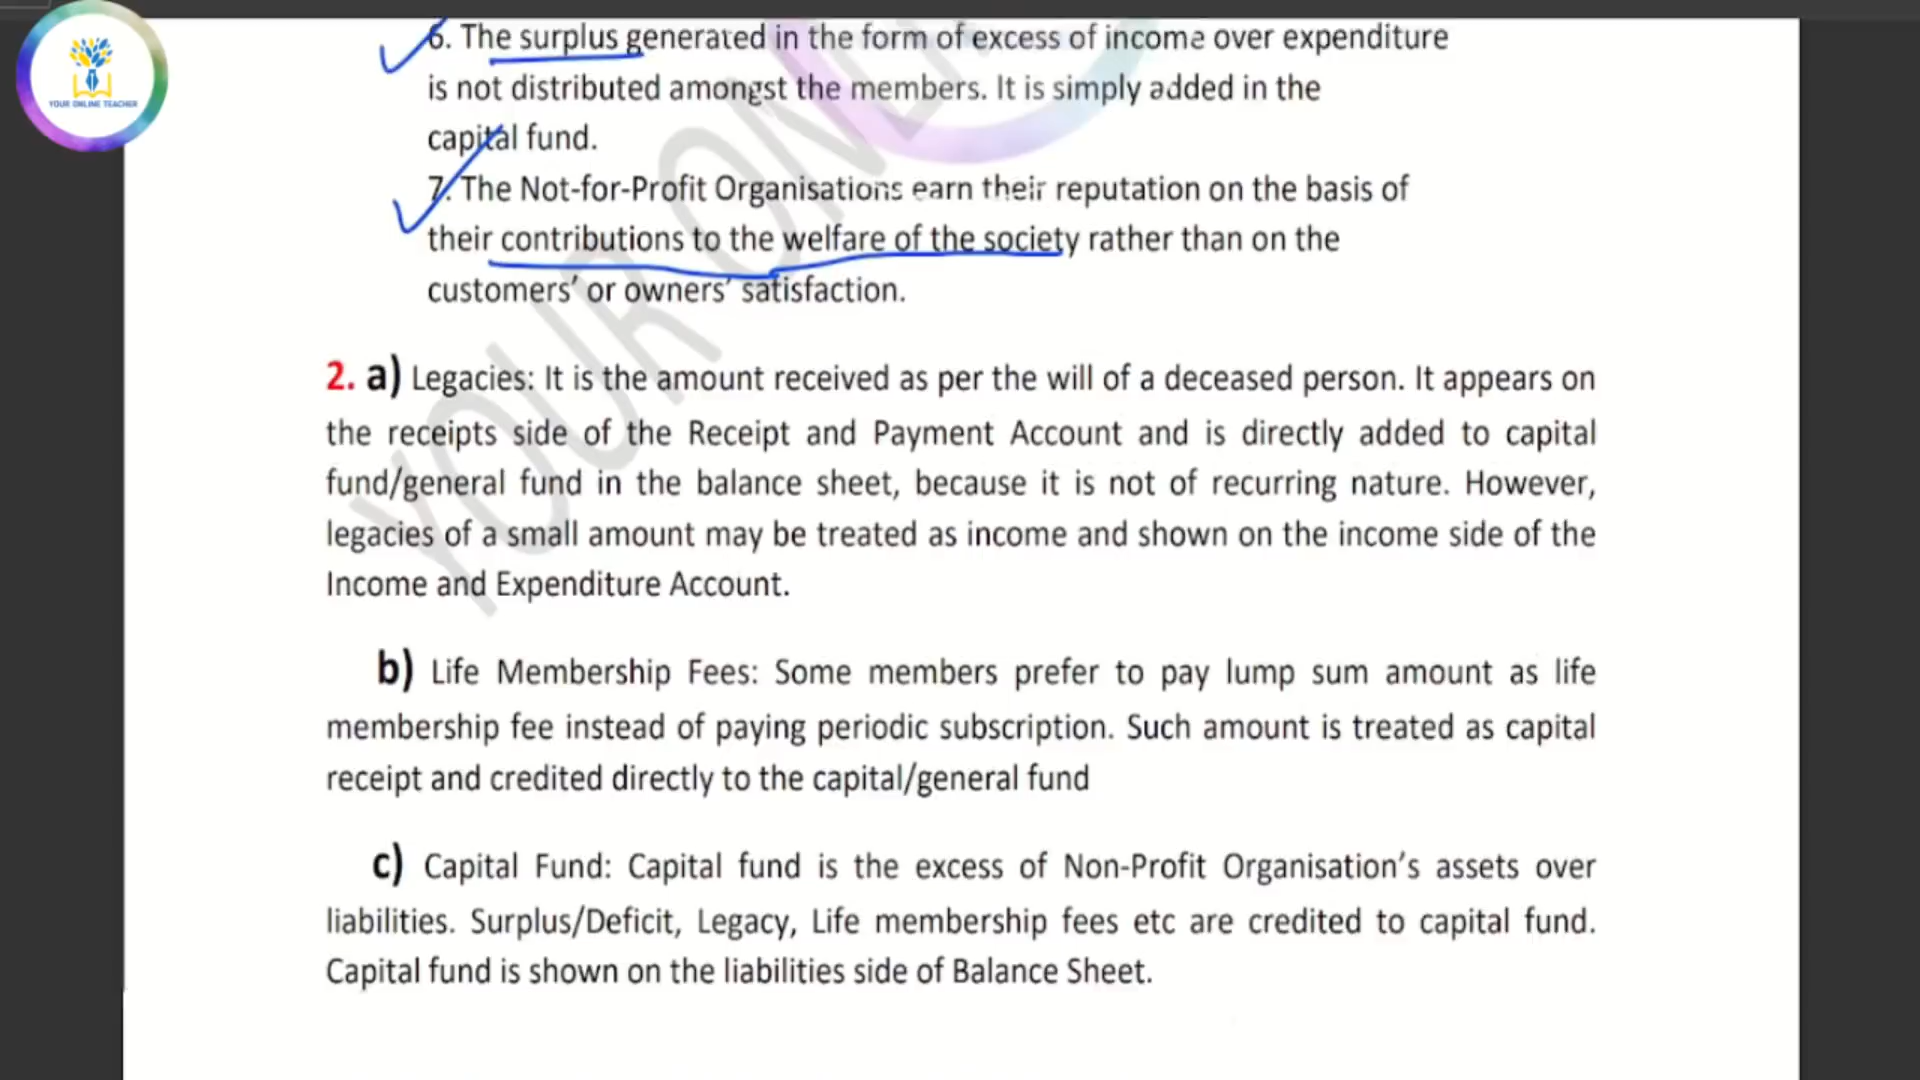 YOUR ONLINE TEACHER
6. The surplus generated in the form of excess of income over expenditure
is not distributed amongst the members. It is simply added in the
capital fund.
7. The Not-for-Profit Organisations earn their reputation on the basis of
their contributions to the welfare of the society rather than on the
customers’ or owners’ satisfaction.
2. a) Legacies: It is the amount received as per the will of a deceased person. It appears on
the receipts side of the Receipt and Payment Account and is directly added to capital
fund/general fund in the balance sheet, because it is not of recurring nature. However,
legacies of a small amount may be treated as income and shown on the income side of the
Income and Expenditure Account.
b) Life Membership Fees: Some members prefer to pay lump sum amount as life
membership fee instead of paying periodic subscription. Such amount is treated as capital
receipt and credited directly to the capital/general fund
c) Capital Fund: Capital fund is the excess of Non-Profit Organisation’s assets over
liabilities. Surplus/Deficit, Legacy, Life membership fees etc are credited to capital fund.
Capital fund is shown on the liabilities side of Balance Sheet.
YOUR ON